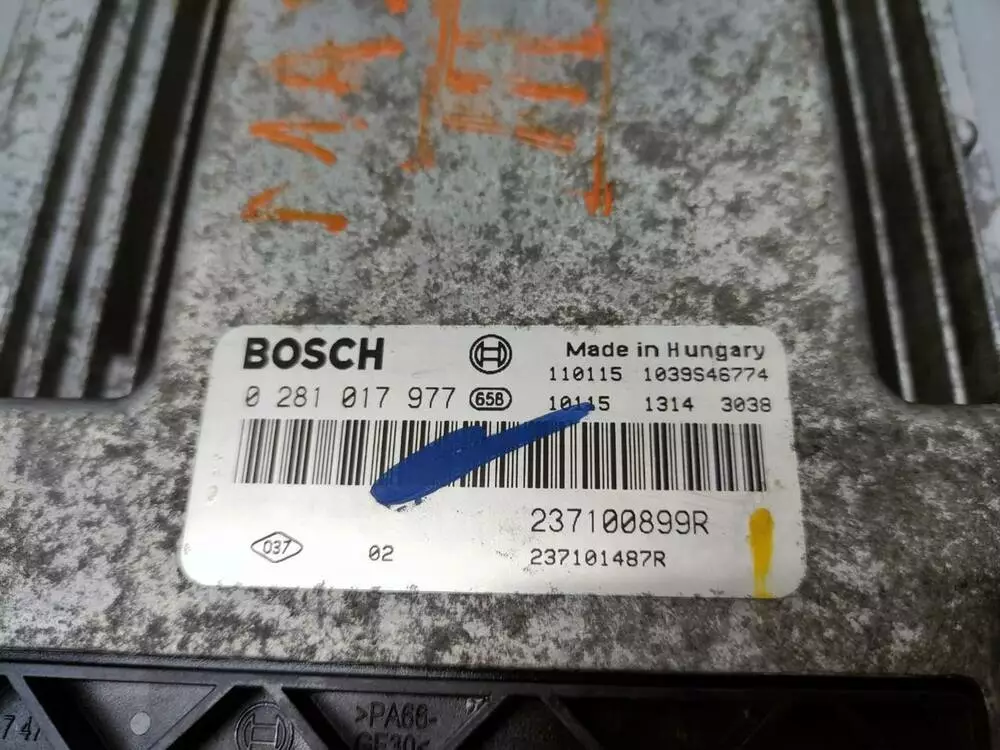 BOSCH
Made in Hungary
110115 1039S46774
0 281 017 977 65B
10115 1314 3038
237100899R
037 02 237101487R
>PA66-
GF30<